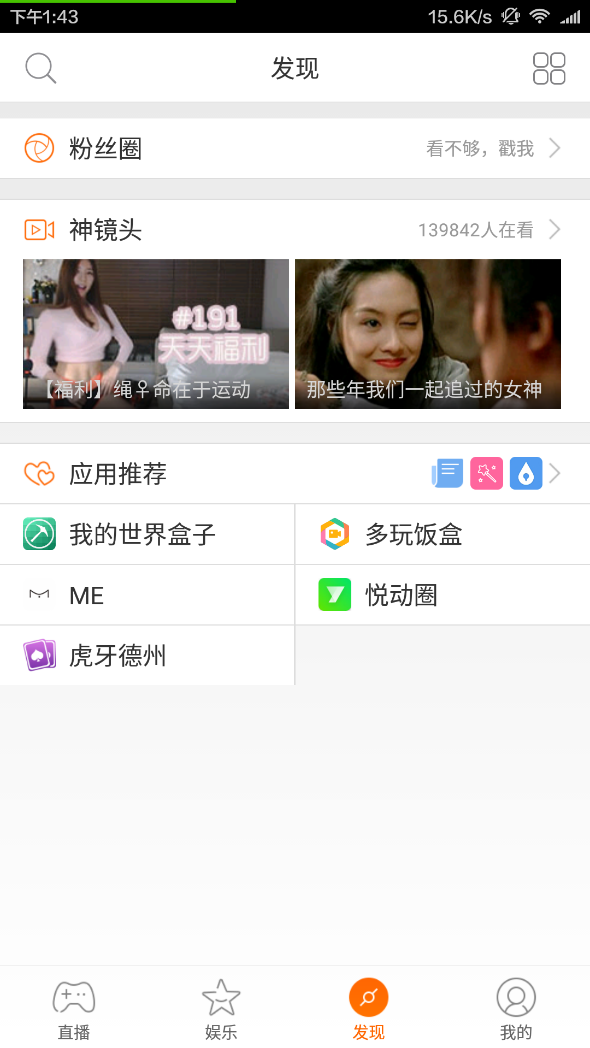 下午1:43
15.6K/s
发现
粉丝圈
看不够，戳我
神镜头
139842人在看
#191
天天福利
【福利】绳♀命在于运动
那些年我们一起追过的女神
应用推荐
我的世界盒子
多玩饭盒
ME
悦动圈
虎牙德州
直播
娱乐
发现
我的